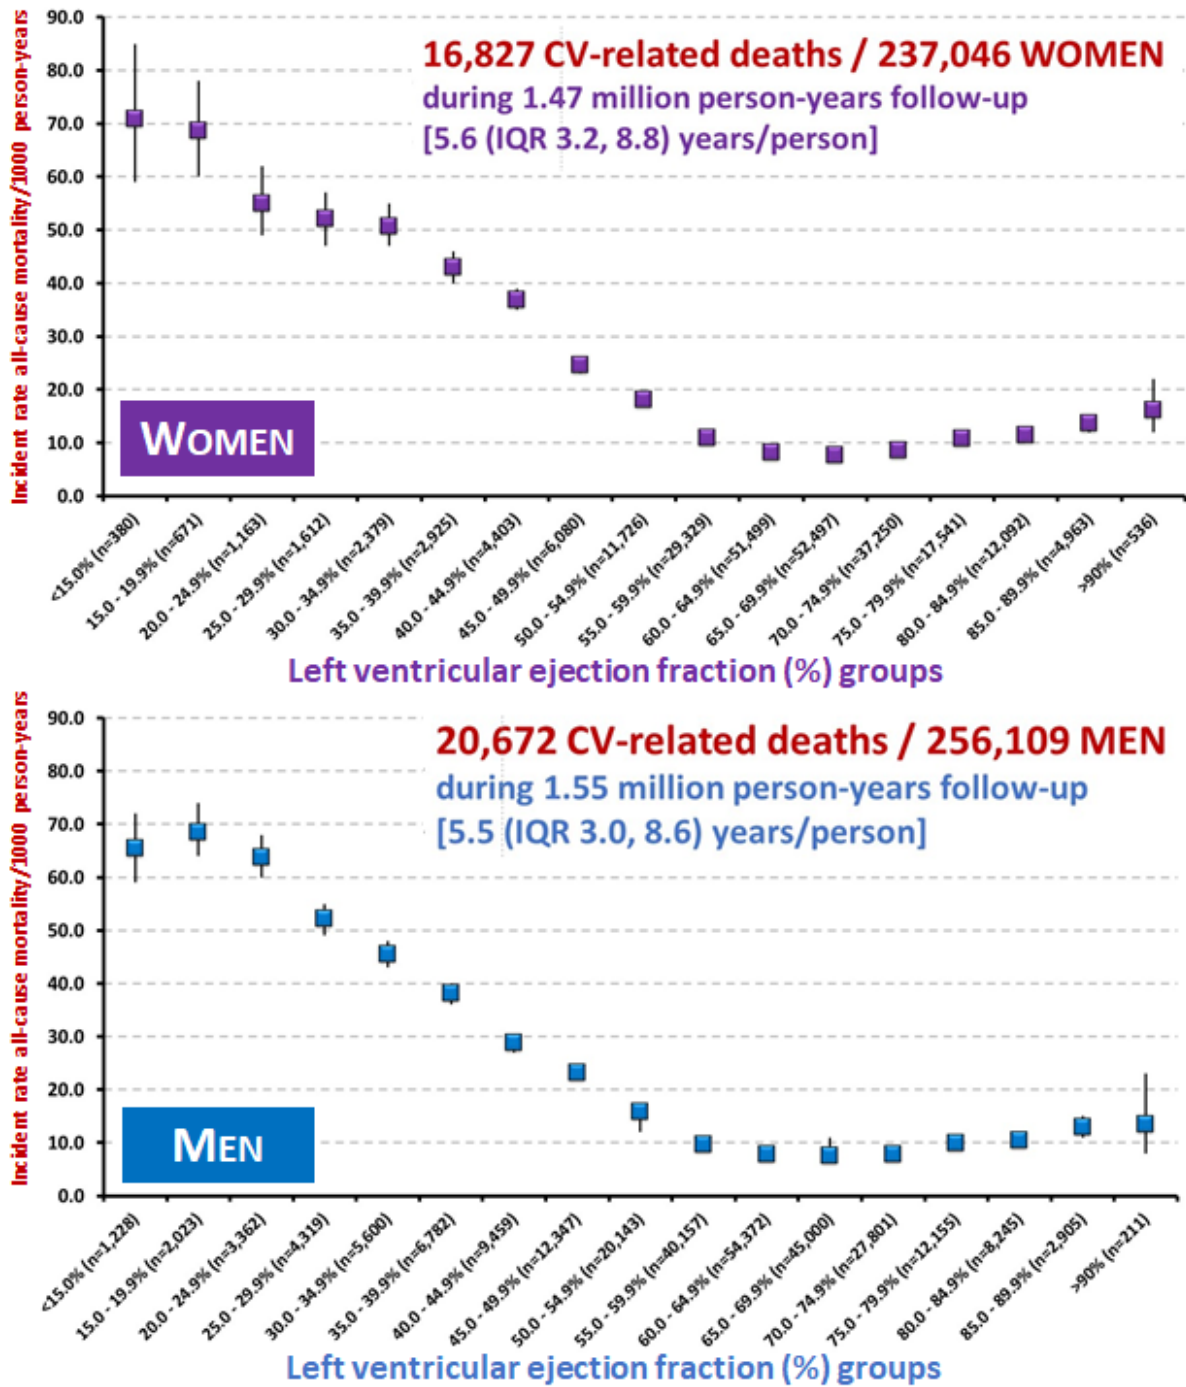 Incident rate all-cause mortality/1000 person-years
90.0
80.0
70.0
60.0
50.0
40.0
30.0
20.0
10.0
0.0
16,827 CV-related deaths / 237,046 WOMEN
during 1.47 million person-years follow-up
[5.6 (IQR 3.2, 8.8) years/person]
WOMEN
<15.0% (n=380)
15.0 - 19.9% (n=671)
20.0 - 24.9% (n=1,163)
25.0 - 29.9% (n=1,612)
30.0 - 34.9% (n=2,379)
35.0 - 39.9% (n=2,925)
40.0 - 44.9% (n=4,403)
45.0 - 49.9% (n=6,080)
50.0 - 54.9% (n=11,726)
55.0 - 59.9% (n=29,329)
60.0 - 64.9% (n=51,499)
65.0 - 69.9% (n=52,497)
70.0 - 74.9% (n=37,250)
75.0 - 79.9% (n=17,541)
80.0 - 84.9% (n=12,092)
85.0 - 89.9% (n=4,963)
>90% (n=536)
Left ventricular ejection fraction (%) groups
Incident rate all-cause mortality/1000 person-years
90.0
80.0
70.0
60.0
50.0
40.0
30.0
20.0
10.0
0.0
20,672 CV-related deaths / 256,109 MEN
during 1.55 million person-years follow-up
[5.5 (IQR 3.0, 8.6) years/person]
MEN
<15.0% (n=1,228)
15.0 - 19.9% (n=2,023)
20.0 - 24.9% (n=3,362)
25.0 - 29.9% (n=4,319)
30.0 - 34.9% (n=5,600)
35.0 - 39.9% (n=6,782)
40.0 - 44.9% (n=9,459)
45.0 - 49.9% (n=12,347)
50.0 - 54.9% (n=20,143)
55.0 - 59.9% (n=40,157)
60.0 - 64.9% (n=54,372)
65.0 - 69.9% (n=45,000)
70.0 - 74.9% (n=27,801)
75.0 - 79.9% (n=12,155)
80.0 - 84.9% (n=8,245)
85.0 - 89.9% (n=2,905)
>90% (n=211)
Left ventricular ejection fraction (%) groups